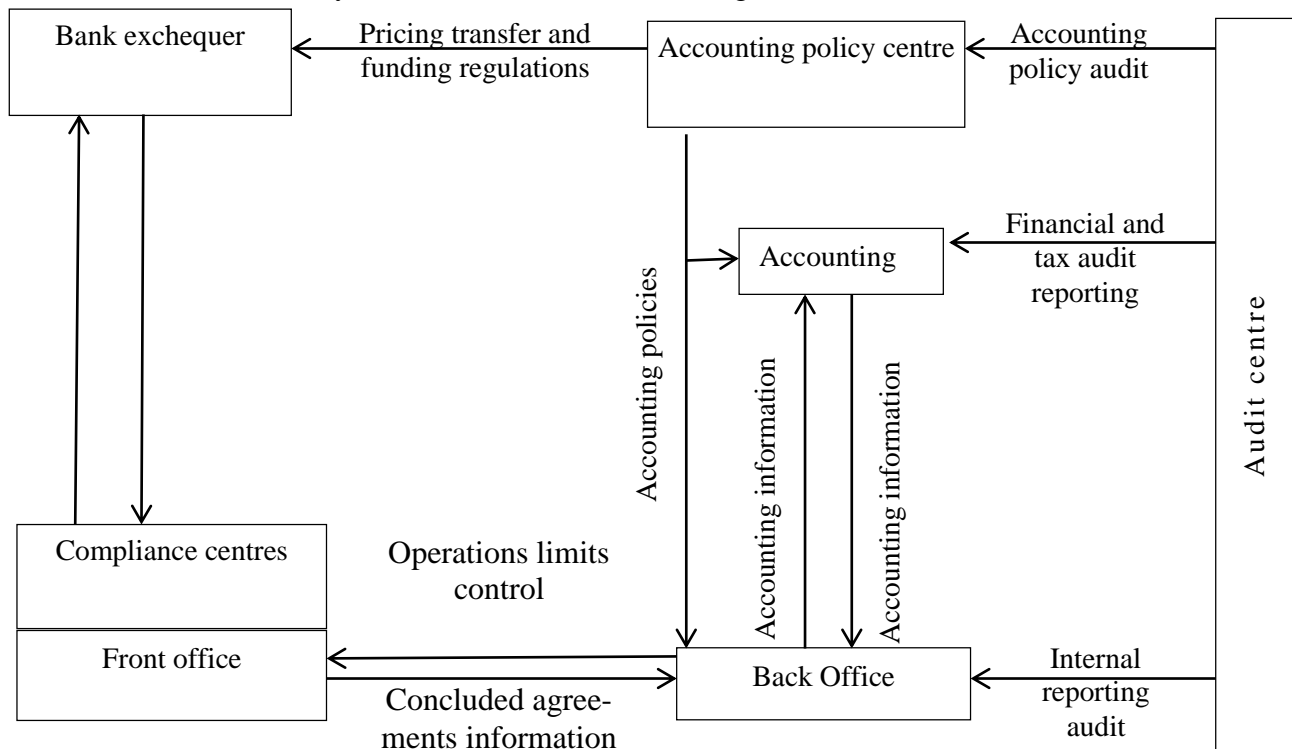 Bank exchequer
Pricing transfer and
funding regulations
Accounting policy centre
Accounting
policy audit
Financial and
tax audit
reporting
Accounting
Accounting policies
Accounting information
Accounting information
Audit centre
Compliance centres
Operations limits
control
Front office
Back Office
Internal
reporting
audit
Concluded agree-
ments information